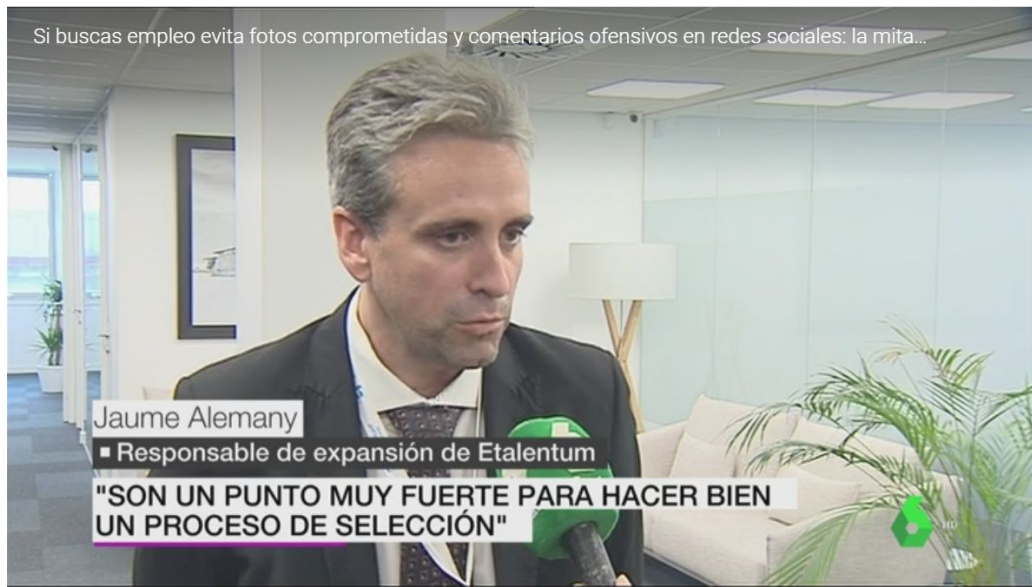 Si buscas empleo evita fotos comprometidas y comentarios ofensivos en redes sociales: la mita...
Jaume Alemany
▪ Responsable de expansión de Etalentum
"SON UN PUNTO MUY FUERTE PARA HACER BIEN
UN PROCESO DE SELECCIÓN"
HD